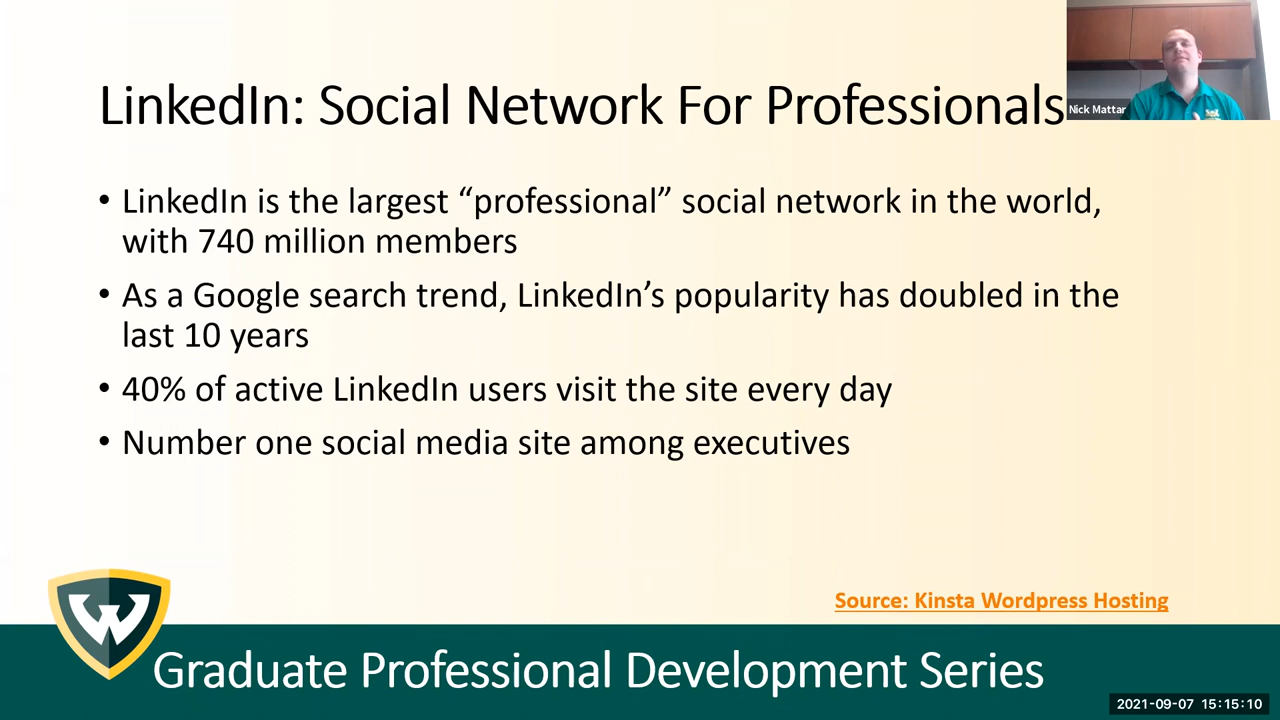 LinkedIn: Social Network For Professionals
Nick Mattar
• LinkedIn is the largest “professional” social network in the world,
with 740 million members
• As a Google search trend, LinkedIn’s popularity has doubled in the
last 10 years
• 40% of active LinkedIn users visit the site every day
• Number one social media site among executives
Source: Kinsta Wordpress Hosting
W
Graduate Professional Development Series
2021-09-07 15:15:10